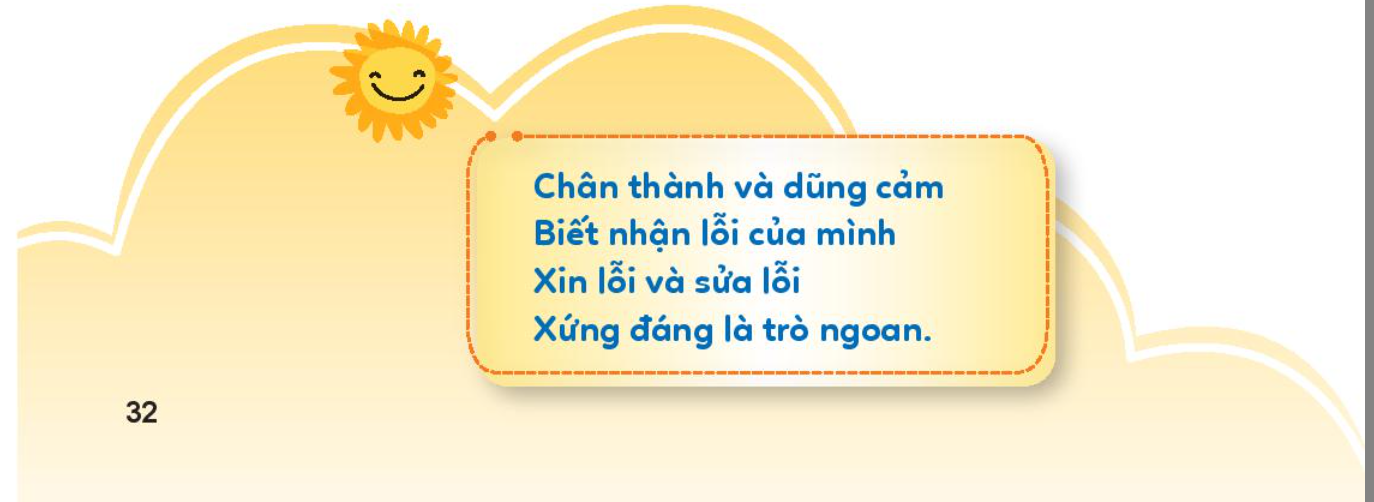 Chân thành và dũng cảm
Biết nhận lỗi của mình
Xin lỗi và sửa lỗi
Xứng đáng là trò ngoan.
32